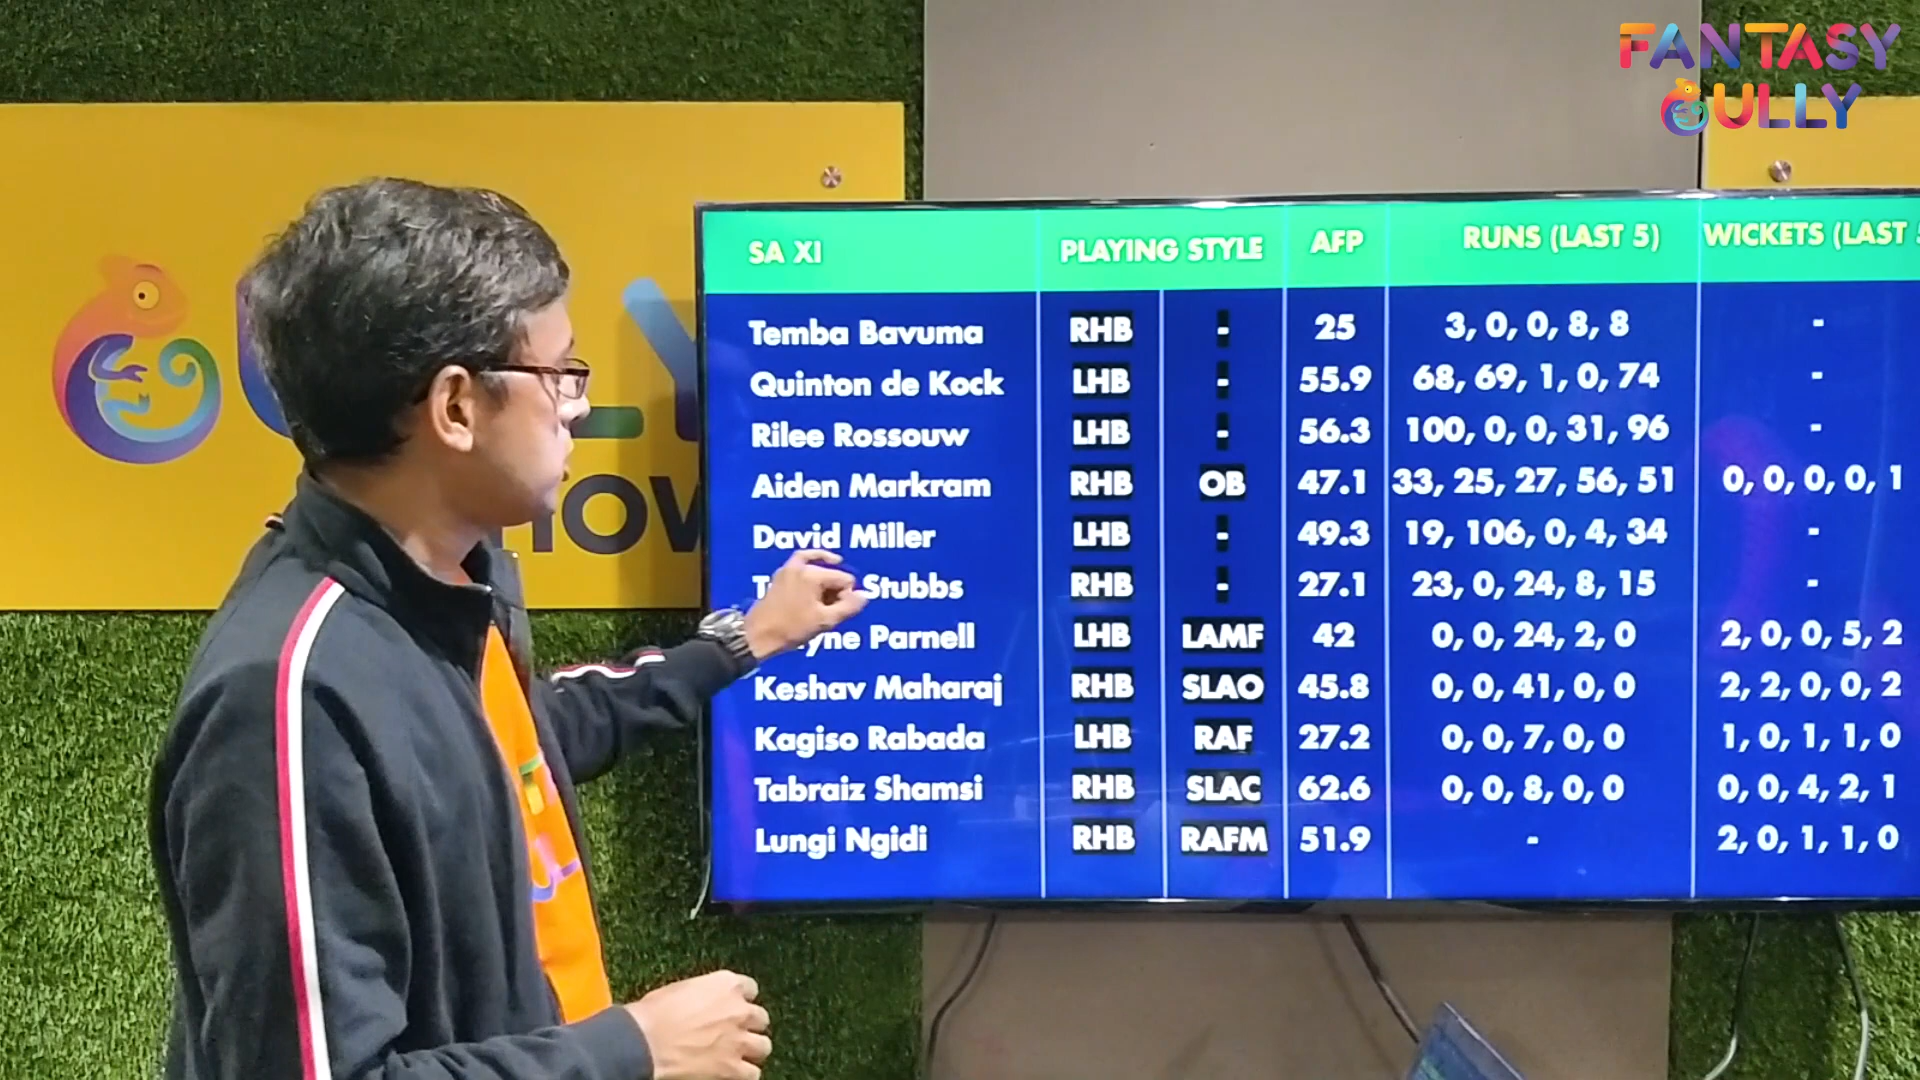 FANTASY
GULLY
SA XI PLAYING STYLE AFP RUNS (LAST 5) WICKETS (LAST
Temba Bavuma RHB - 25 3, 0, 0, 8, 8 -
Quinton de Kock LHB - 55.9 68, 69, 1, 0, 74 -
Rilee Rossouw LHB - 56.3 100, 0, 0, 31, 96 -
Aiden Markram RHB OB 47.1 33, 25, 27, 56, 51 0, 0, 0, 0, 1
David Miller LHB - 49.3 19, 106, 0, 4, 34 -
Stubbs RHB - 27.1 23, 0, 24, 8, 15 -
Parnell LHB LAMF 42 0, 0, 24, 2, 0 2, 0, 0, 5, 2
Keshav Maharaj RHB SLAO 45.8 0, 0, 41, 0, 0 2, 2, 0, 0, 2
Kagiso Rabada LHB RAF 27.2 0, 0, 7, 0, 0 1, 0, 1, 1, 0
Tabraiz Shamsi RHB SLAC 62.6 0, 0, 8, 0, 0 0, 0, 4, 2, 1
Lungi Ngidi RHB RAFM 51.9 - 2, 0, 1, 1, 0